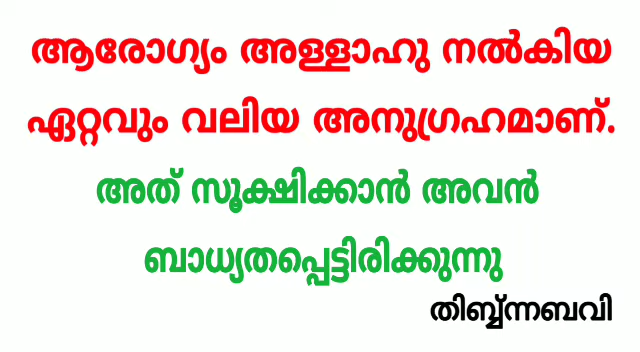 ആരോഗ്യം അള്ളാഹു നൽകിയ
ഏറ്റവും വലിയ അനുഗ്രഹമാണ്.
അത് സൂക്ഷിക്കാൻ അവൻ
ബാധ്യതപ്പെട്ടിരിക്കുന്നു
തിബ്ബ്ന്നബവി